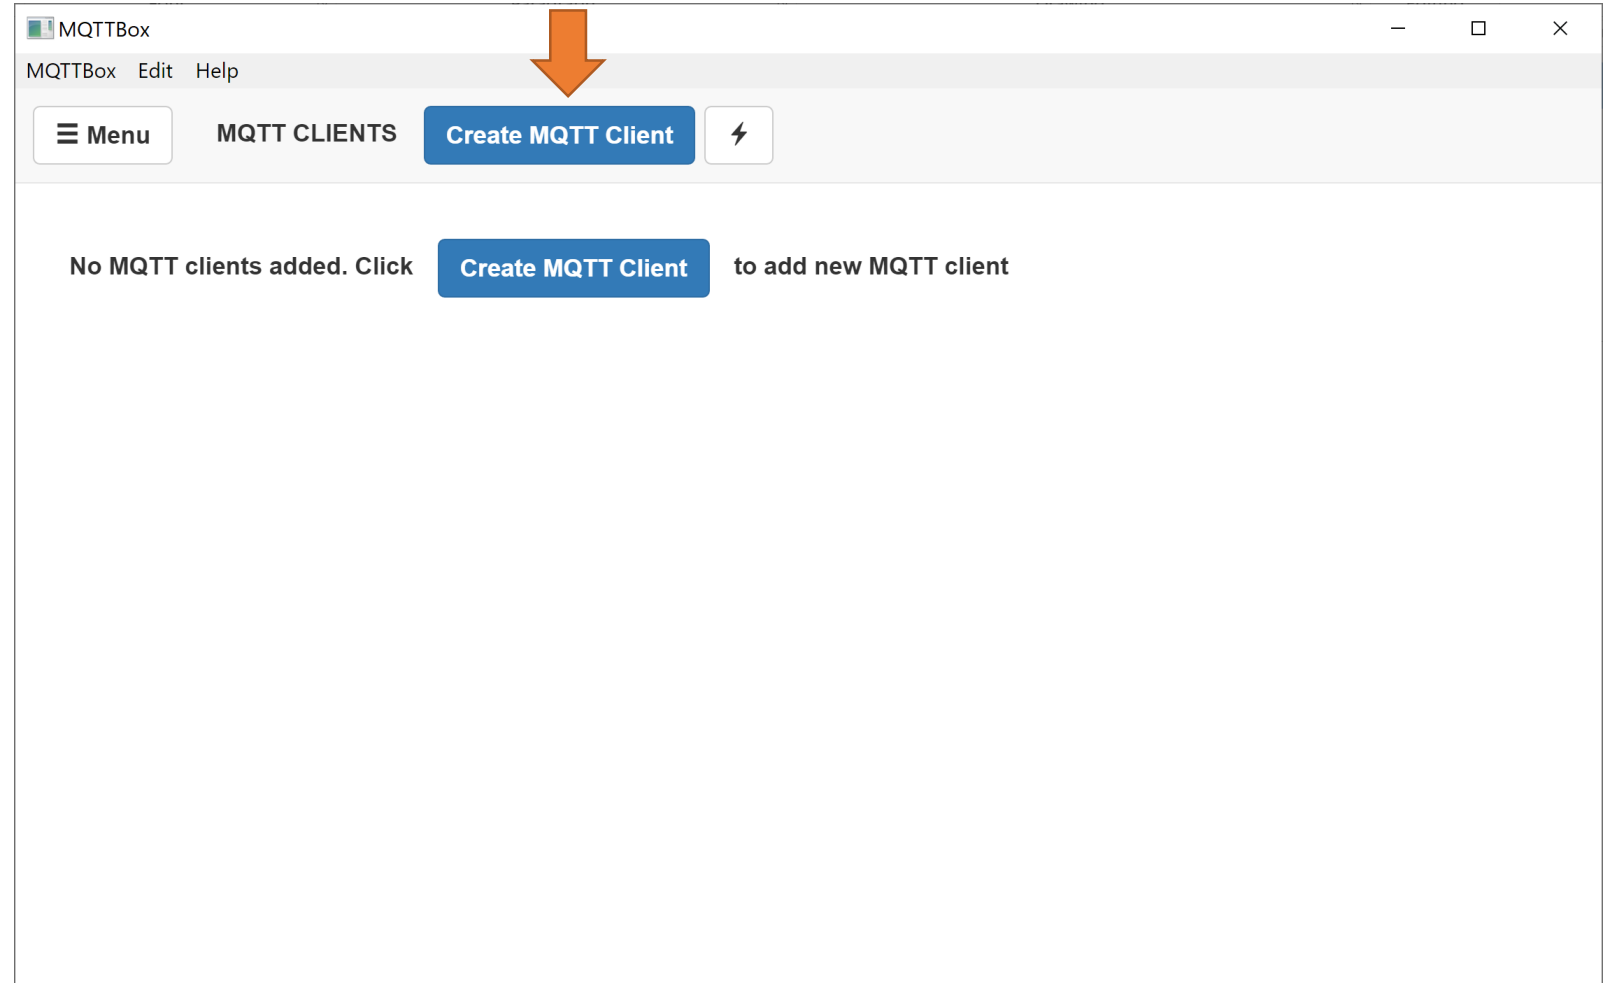 MQTTBox
MQTTBox Edit Help
Menu MQTT CLIENTS Create MQTT Client
No MQTT clients added. Click Create MQTT Client to add new MQTT client